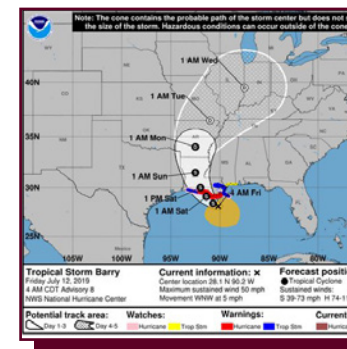 Note: The cone contains the probable path of the storm center but does not
the size of the storm. Hazardous conditions can occur outside of the cone
1 AM Wed
40N
1 AM Tue
35N
1 AM Mon
1 AM Sun
30N
1 PM Sat
4 AM Fri
1 AM Sat
25N
Mexico
105W 100W 95W 90W 85W 80W
Tropical Storm Barry
Friday July 12, 2019
4 AM CDT Advisory 8
NWS National Hurricane Center
Current information: ×
Center location 28.1 N 90.2 W
Maximum sustained wind 50 mph
Movement WNW at 5 mph
Forecast positi
Tropical Cyclone
Sustained winds:
S 39-73 mph H 74-11
Potential track area:
Day 1-3 Day 4-5
Watches:
Hurricane Trop Stm
Warnings:
Hurricane Trop Stm
Current
Hurrica